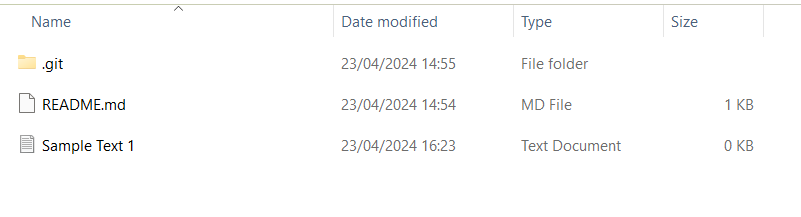 Name Date modified Type Size
.git 23/04/2024 14:55 File folder
README.md 23/04/2024 14:54 MD File 1 KB
Sample Text 1 23/04/2024 16:23 Text Document 0 KB